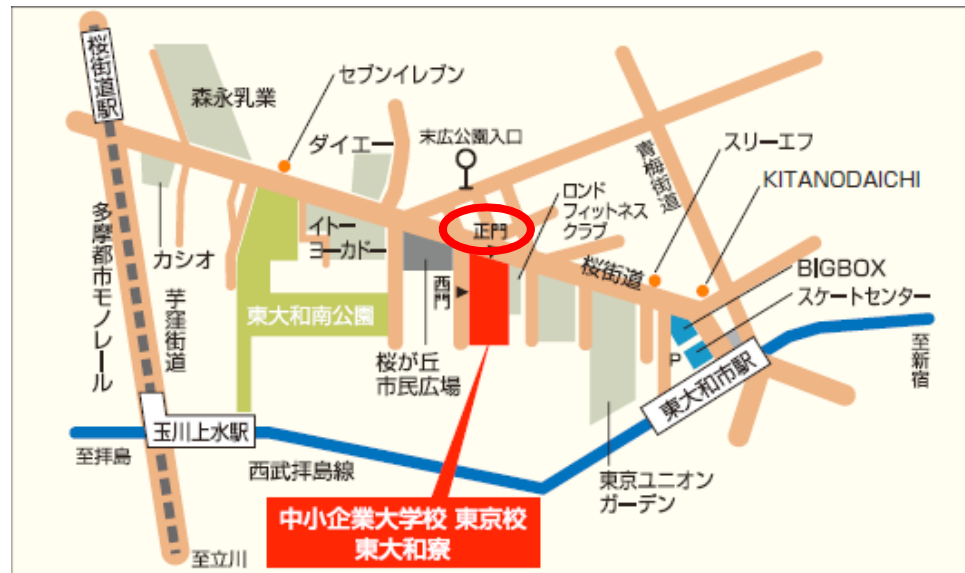 桜街道駅
森永乳業
セブンイレブン
ダイエー
末広公園入口
青梅街道
スリーエフ
KITANODAICHI
ロンド
フィットネス
クラブ
正門
イトー
ヨーカドー
カシオ
多摩都市モノレール
芋窪街道
東大和南公園
西門
桜が丘
市民広場
桜街道
BIGBOX
スケートセンター
P
東大和市駅
至新宿
玉川上水駅
至拝島
西武拝島線
東京ユニオン
ガーデン
中小企業大学校 東京校
東大和寮
至立川